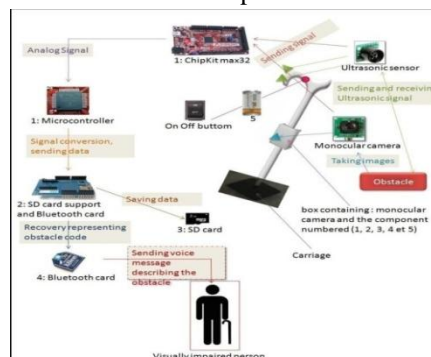 Analog Signal
1: ChipKit max32
Sending Signal
Ultrasonic sensor
Sending and receiving
Ultrasonic signal
1: Microcontroller
On Off buttom
5
Monocular camera
Taking images
Obstacle
Signal conversion,
sending data
2: SD card support
and Bluetooth card
Saving data
3: SD card
box containing : monocular
camera and the component
numbered (1, 2, 3, 4 et 5)
Carriage
Recovery representing
obstacle code
4: Bluetooth card
Sending voice
message
describing the
obstacle
Visually impaired person